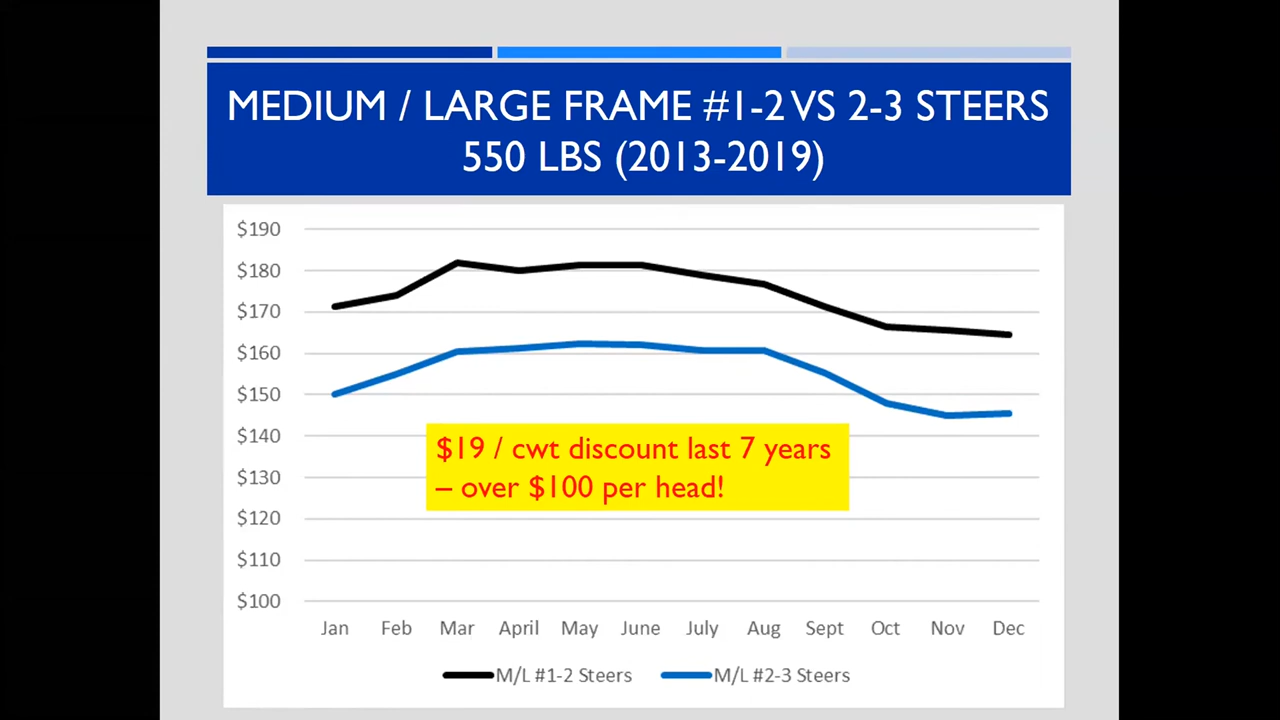 MEDIUM / LARGE FRAME #1-2 VS 2-3 STEERS
550 LBS (2013-2019)
$190
$180
$170
$160
$150
$140
$130
$120
$110
$100
$19 / cwt discount last 7 years
– over $100 per head!
Jan Feb Mar April May June July Aug Sept Oct Nov Dec
M/L #1-2 Steers M/L #2-3 Steers